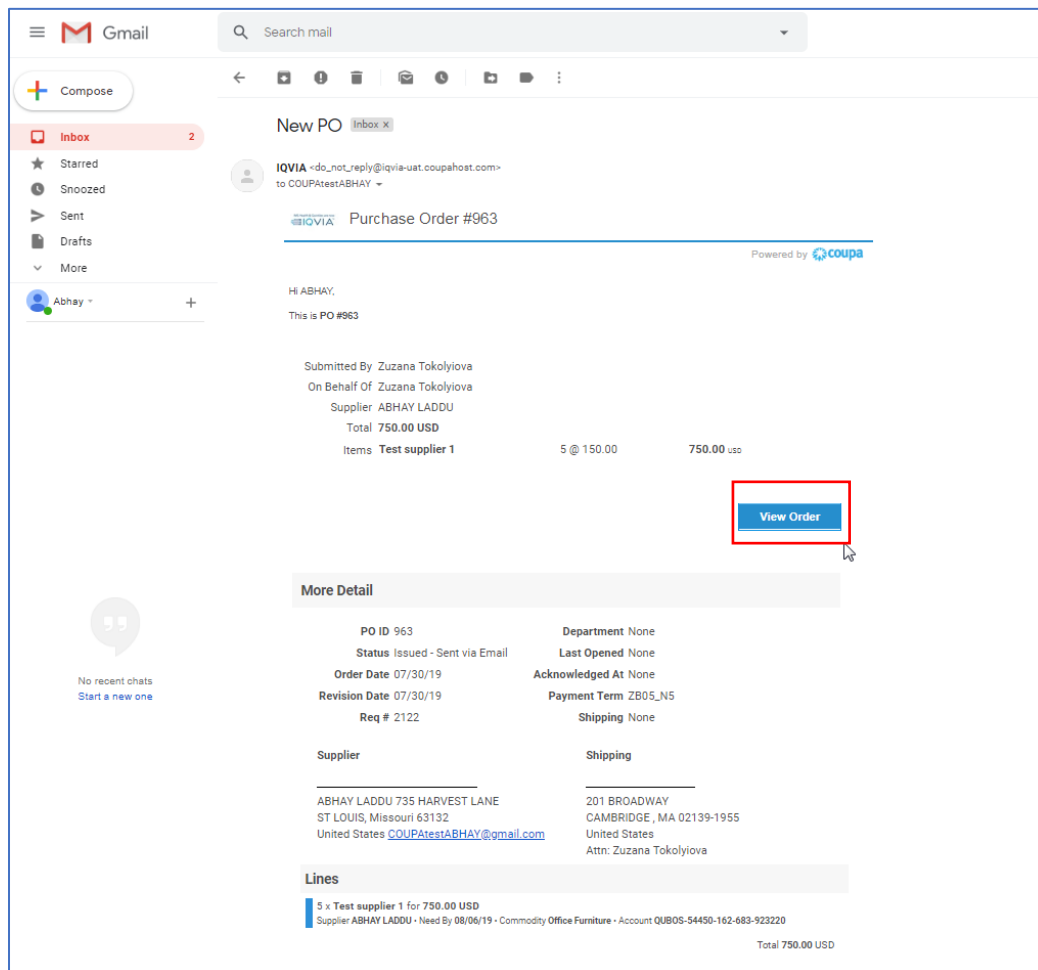 Gmail
Search mail
Compose
Inbox 2
Starred
Snoozed
Sent
Drafts
More
Abhay
No recent chats
Start a new one
New PO Inbox x
IQVIA <do_not_reply@iqvia-uat.coupahost.com>
to COUPAtestABHAY
IQVIA Purchase Order #963
Powered by coupa
Hi ABHAY,
This is PO #963
Submitted By Zuzana Tokolyiova
On Behalf Of Zuzana Tokolyiova
Supplier ABHAY LADDU
Total 750.00 USD
Items Test supplier 1 5 @ 150.00 750.00 USD
View Order
More Detail
PO ID 963 Department None
Status Issued - Sent via Email Last Opened None
Order Date 07/30/19 Acknowledged At None
Revision Date 07/30/19 Payment Term ZB05_N5
Req # 2122 Shipping None
Supplier Shipping
ABHAY LADDU 735 HARVEST LANE 201 BROADWAY
ST LOUIS, Missouri 63132 CAMBRIDGE , MA 02139-1955
United States COUPAtestABHAY@gmail.com United States
Attn: Zuzana Tokolyiova
Lines
5 x Test supplier 1 for 750.00 USD
Supplier ABHAY LADDU • Need By 08/06/19 • Commodity Office Furniture • Account QUBOS-54450-162-683-923220
Total 750.00 USD